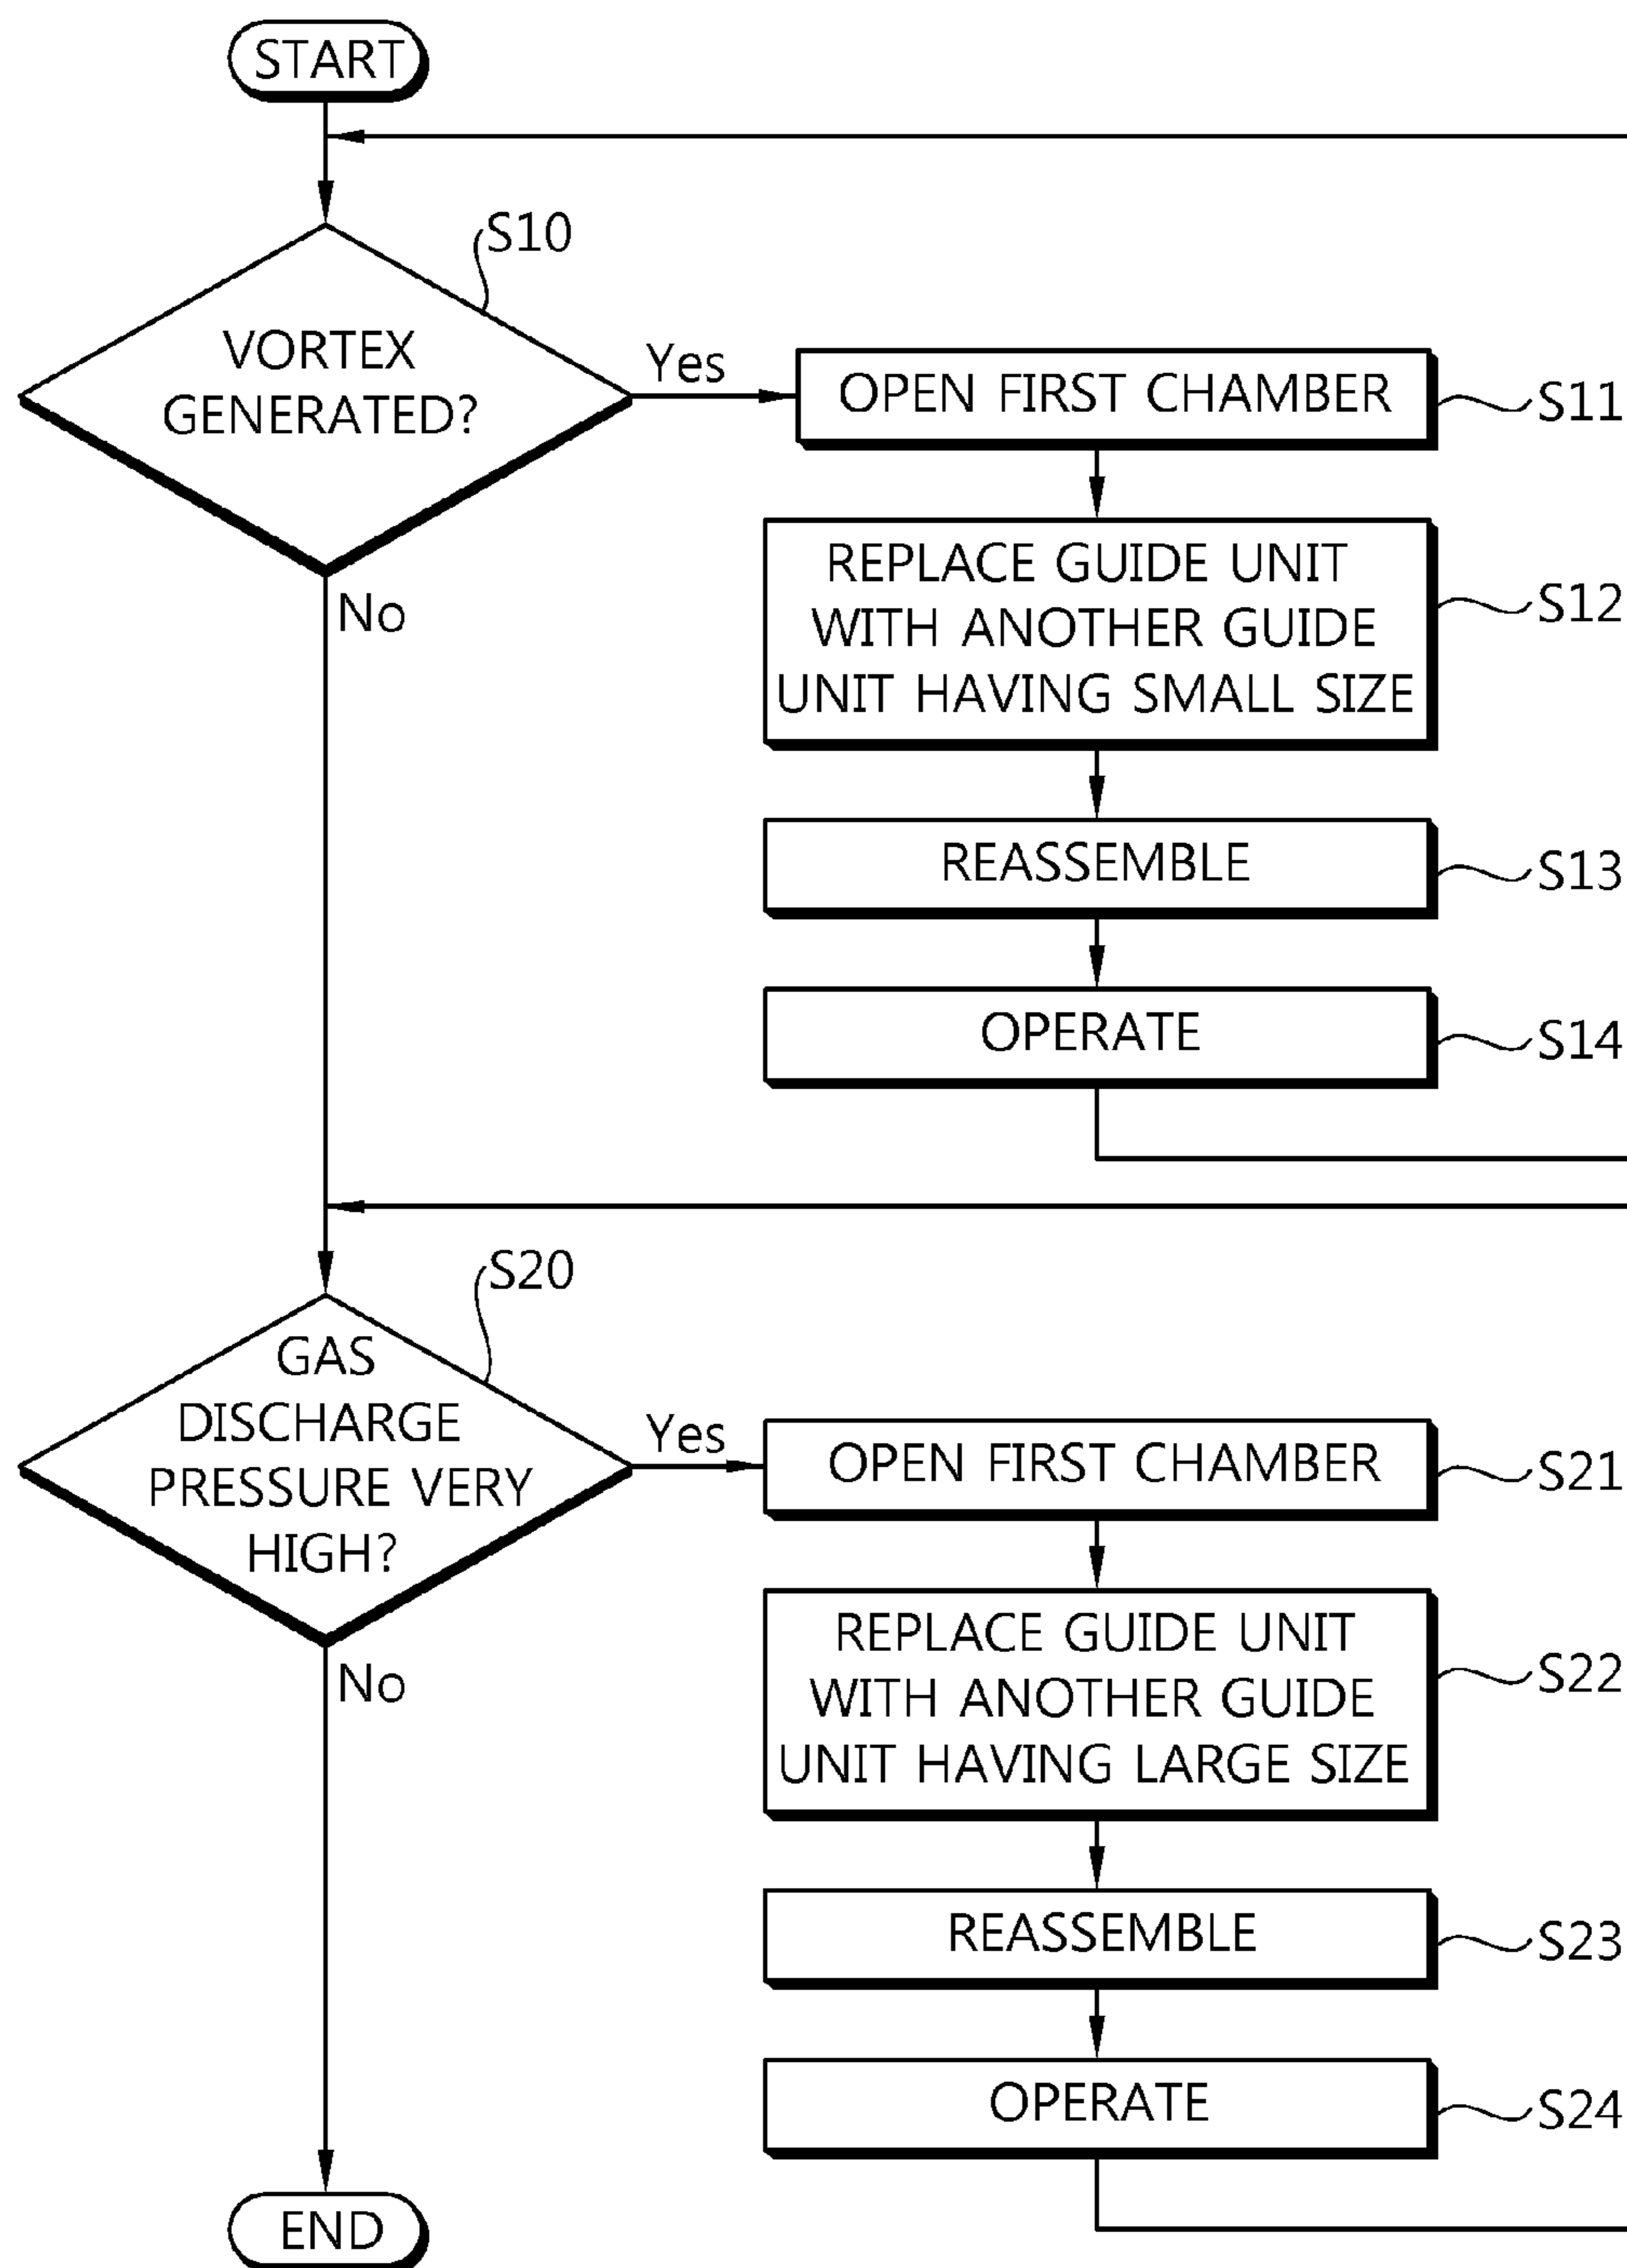 START
S10
VORTEX
GENERATED?
Yes
No
OPEN FIRST CHAMBER
S11
REPLACE GUIDE UNIT
WITH ANOTHER GUIDE
UNIT HAVING SMALL SIZE
S12
REASSEMBLE
S13
OPERATE
S14
S20
GAS
DISCHARGE
PRESSURE VERY
HIGH?
Yes
No
OPEN FIRST CHAMBER
S21
REPLACE GUIDE UNIT
WITH ANOTHER GUIDE
UNIT HAVING LARGE SIZE
S22
REASSEMBLE
S23
OPERATE
S24
END